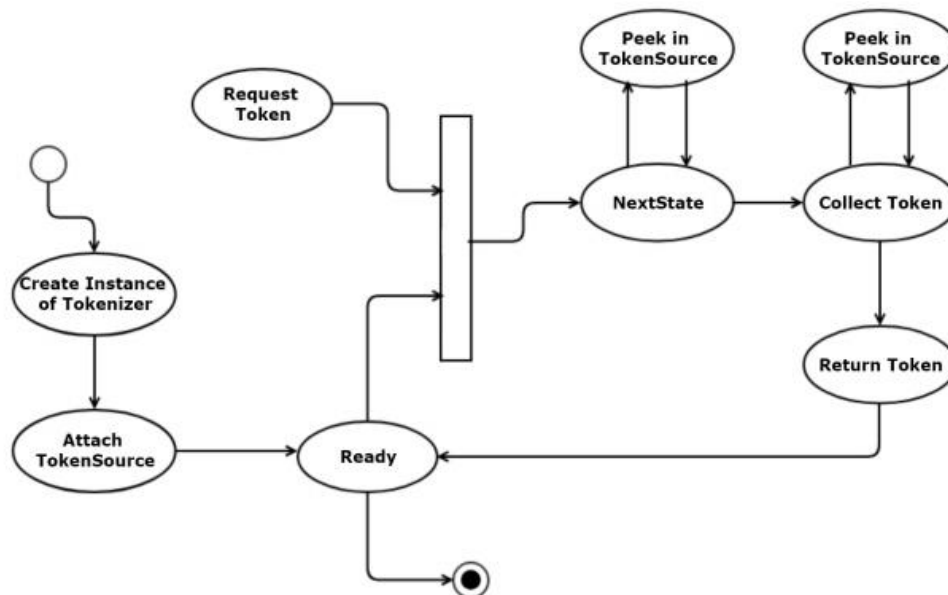 Peek in
TokenSource
Peek in
TokenSource
Request
Token
NextState
Collect Token
Create Instance
of Tokenizer
Return Token
Attach
TokenSource
Ready